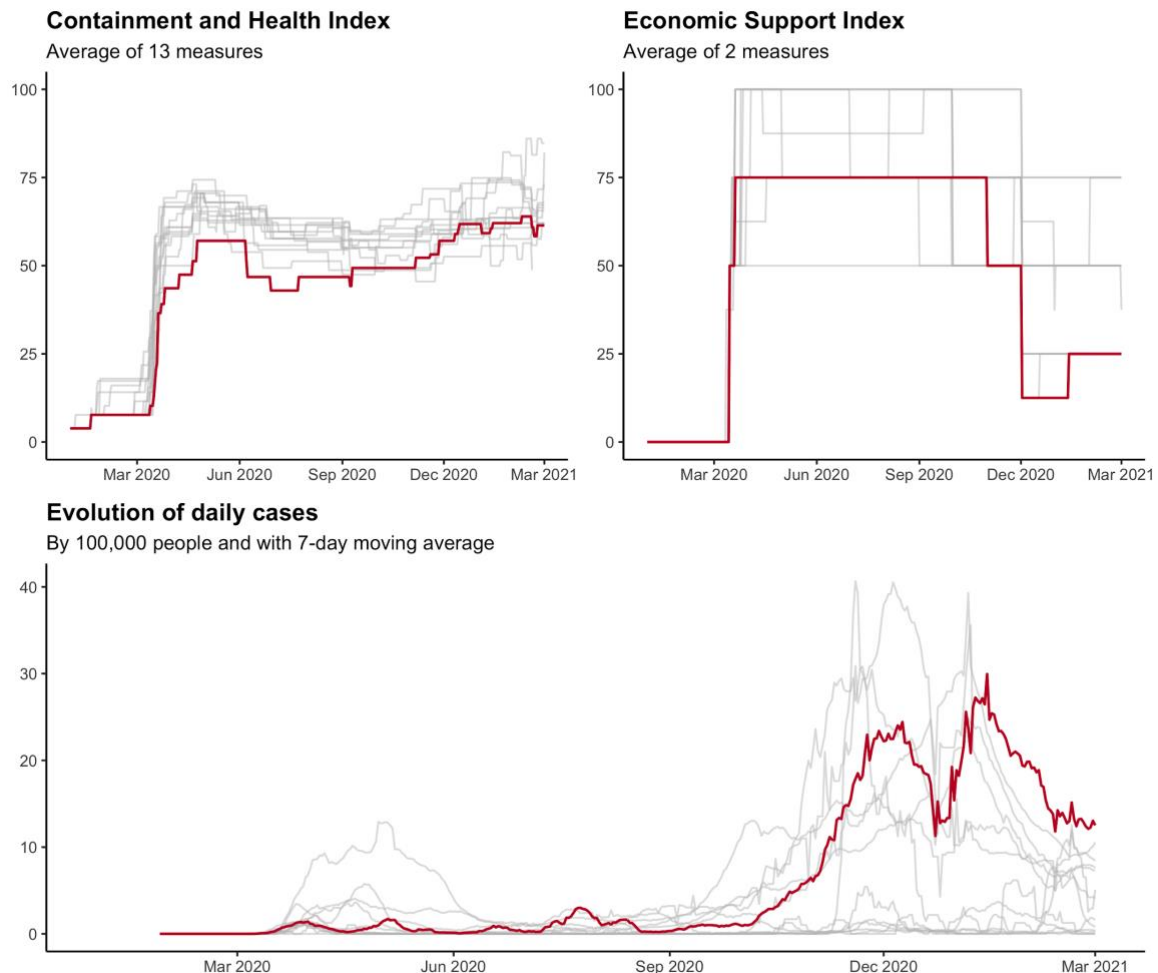 Containment and Health Index
Average of 13 measures
100
75
50
25
0
Mar 2020 Jun 2020 Sep 2020 Dec 2020 Mar 2021
Economic Support Index
Average of 2 measures
100
75
50
25
0
Mar 2020 Jun 2020 Sep 2020 Dec 2020 Mar 2021
Evolution of daily cases
By 100,000 people and with 7-day moving average
40
30
20
10
0
Mar 2020 Jun 2020 Sep 2020 Dec 2020 Mar 2021